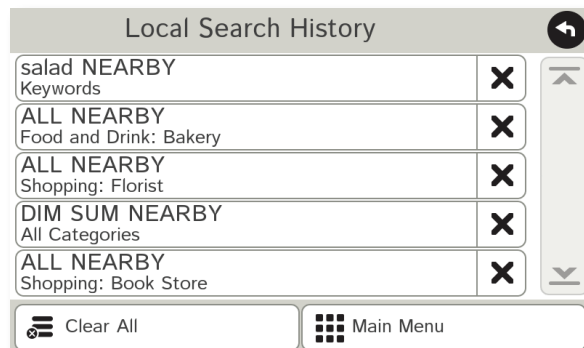 Local Search History
salad NEARBY
Keywords
ALL NEARBY
Food and Drink: Bakery
ALL NEARBY
Shopping: Florist
DIM SUM NEARBY
All Categories
ALL NEARBY
Shopping: Book Store
Clear All
Main Menu